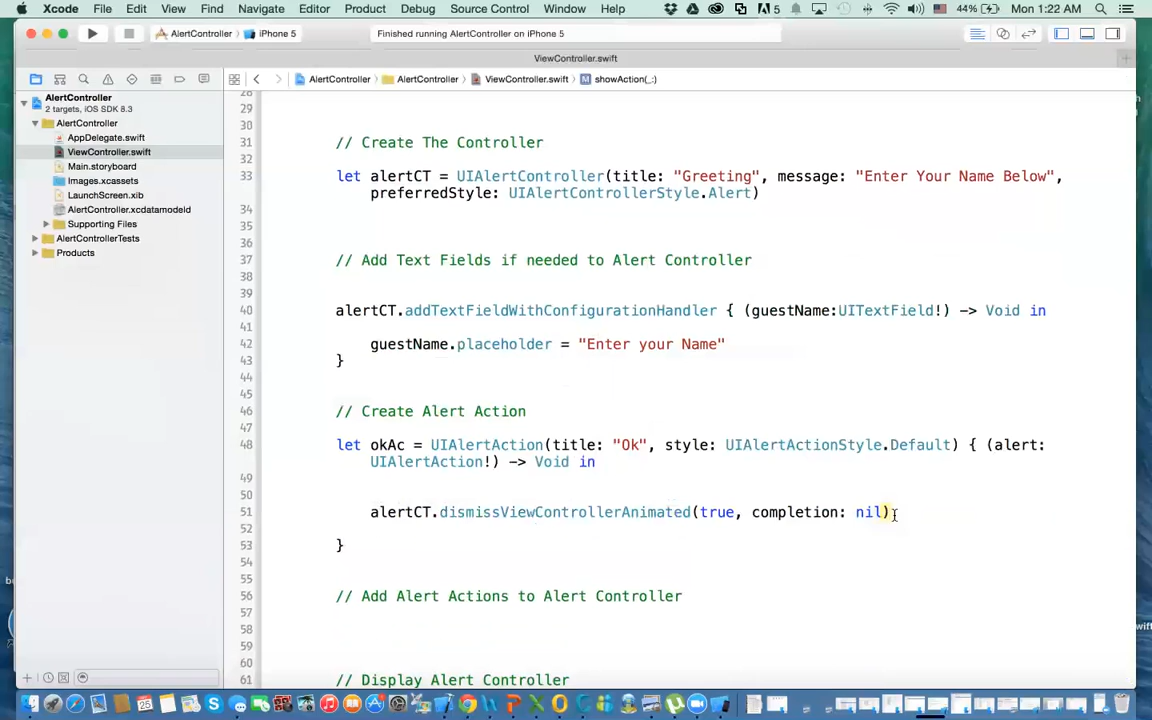 Xcode File Edit View Find Navigate Editor Product Debug Source Control Window Help 5 44% Mon 1:22 AM
AlertController iPhone 5 Finished running AlertController on iPhone 5
ViewController.swift
AlertController AlertController ViewController.swift M showAction(_:)
AlertController
2 targets, iOS SDK 8.3
AlertController
AppDelegate.swift
ViewController.swift
Main.storyboard
Images.xcassets
LaunchScreen.xib
AlertController.xcdatamodeld
Supporting Files
AlertControllerTests
Products
28
29
30
31 // Create The Controller
32
33 let alertCT = UIAlertController(title: "Greeting", message: "Enter Your Name Below",
preferredStyle: UIAlertControllerStyle.Alert)
34
35
36
37 // Add Text Fields if needed to Alert Controller
38
39
40 alertCT.addTextFieldWithConfigurationHandler { (guestName:UITextField!) -> Void in
41
42 guestName.placeholder = "Enter your Name"
43 }
44
45
46 // Create Alert Action
47
48 let okAc = UIAlertAction(title: "Ok", style: UIAlertActionStyle.Default) { (alert:
UIAlertAction!) -> Void in
49
50
51 alertCT.dismissViewControllerAnimated(true, completion: nil)
52
53 }
54
55
56 // Add Alert Actions to Alert Controller
57
58
59
60
61 // Display Alert Controller